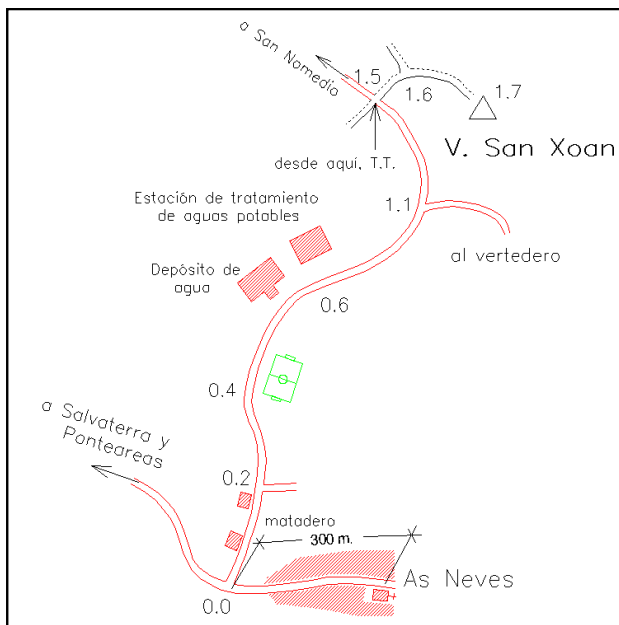 a San Nomedio
1.5
1.6
1.7
V. San Xoan
desde aquí, T.T.
Estación de tratamiento
de aguas potables
1.1
Depósito de
agua
al vertedero
0.6
0.4
a Salvaterra y
Ponteareas
0.2
matadero
300 m.
As Neves
0.0